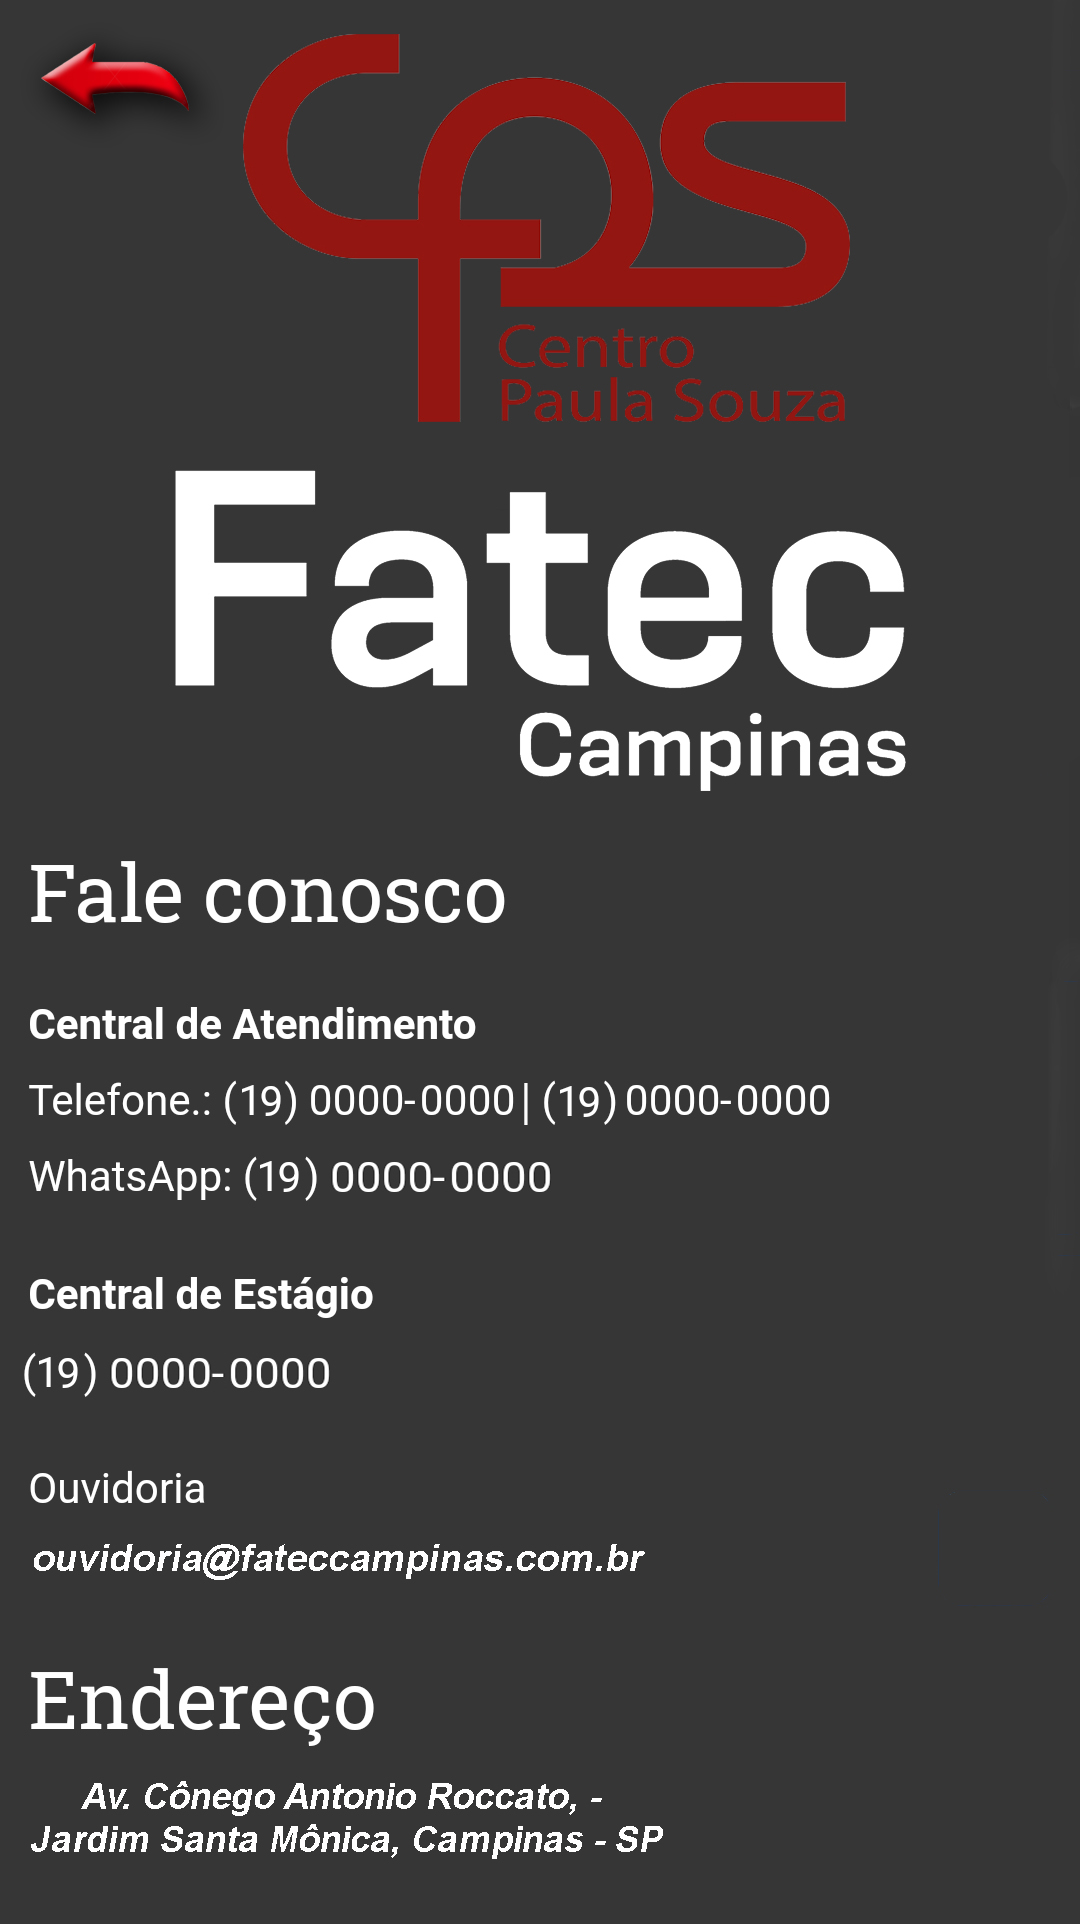 cps
Centro
Paula Souza
Fatec
Campinas
Fale conosco
Central de Atendimento
Telefone.: (19) 0000-0000 | (19) 0000-0000
WhatsApp: (19) 0000-0000
Central de Estágio
(19) 0000-0000
Ouvidoria
ouvidoria@fateccampinas.com.br
Endereço
Av. Cônego Antonio Roccato, -
Jardim Santa Mônica, Campinas - SP